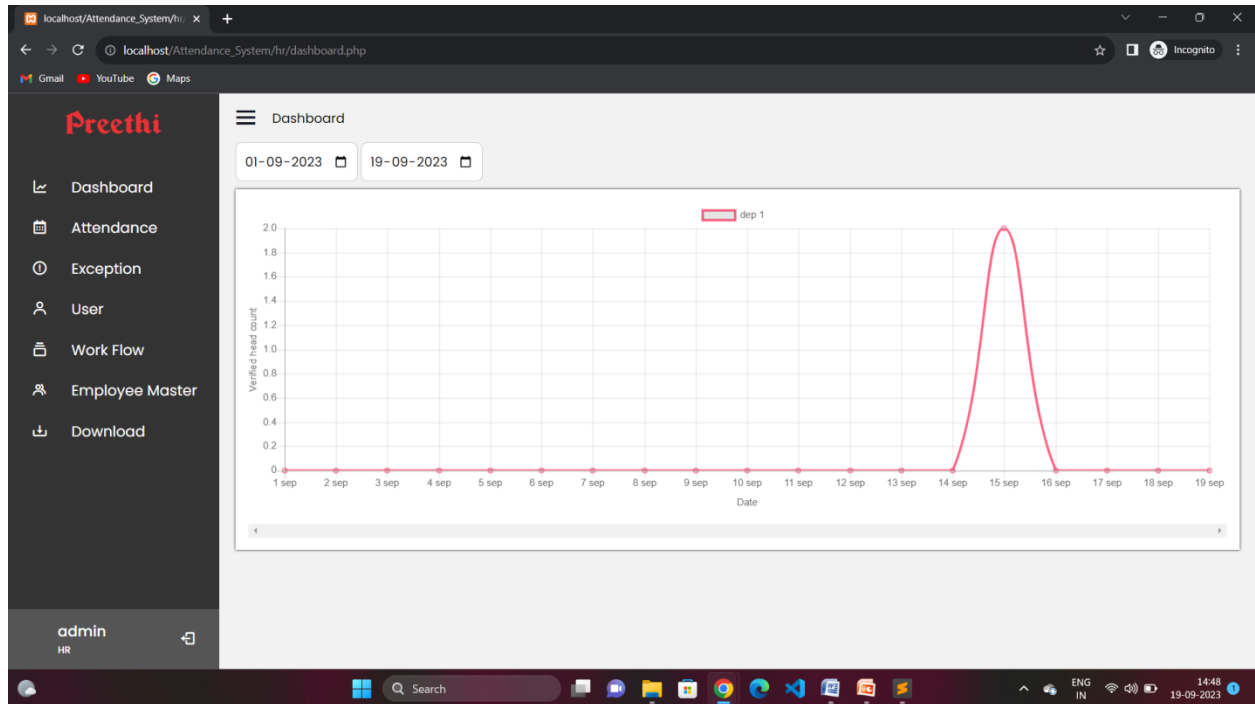 localhost/Attendance_System/hr/
localhost/Attendance_System/hr/dashboard.php
Incognito
Gmail YouTube Maps
Preethi
Dashboard
Attendance
Exception
User
Work Flow
Employee Master
Download
admin
HR
Dashboard
01-09-2023 19-09-2023
dep 1
Verified head count
2.0
1.8
1.6
1.4
1.2
1.0
0.8
0.6
0.4
0.2
0
1 sep 2 sep 3 sep 4 sep 5 sep 6 sep 7 sep 8 sep 9 sep 10 sep 11 sep 12 sep 13 sep 14 sep 15 sep 16 sep 17 sep 18 sep 19 sep
Date
Search
ENG
IN
14:48
19-09-2023
1